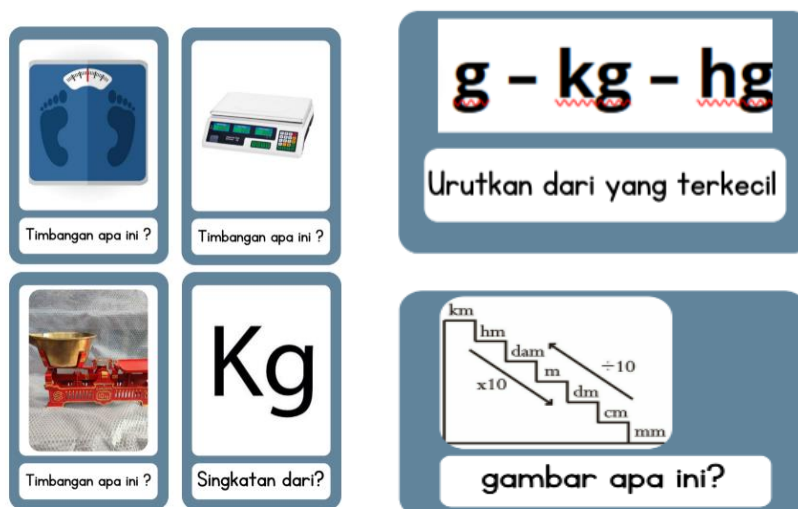 Timbangan apa ini ?
Timbangan apa ini ?
Timbangan apa ini ?
Kg
Singkatan dari?
g - kg - hg
Urutkan dari yang terkecil
km
hm
dam
m
dm
cm
mm
x10
÷10
gambar apa ini?